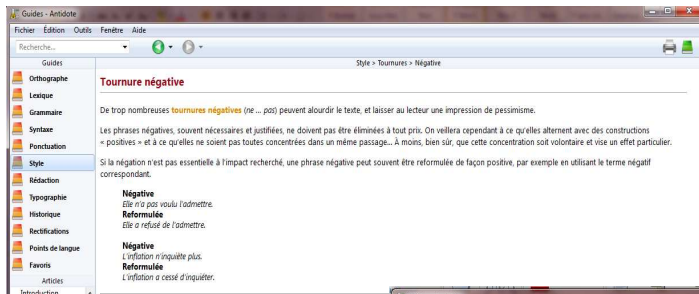 Guides - Antidote
Fichier Édition Outils Fenêtre Aide
Recherche...
Guides
Style > Tournures > Négative
Orthographe
Lexique
Grammaire
Syntaxe
Ponctuation
Style
Rédaction
Typographie
Historique
Rectifications
Points de langue
Favoris
Articles
Introduction
Tournure négative
De trop nombreuses tournures négatives (ne ... pas) peuvent alourdir le texte, et laisser au lecteur une impression de pessimisme.
Les phrases négatives, souvent nécessaires et justifiées, ne doivent pas être éliminées à tout prix. On veillera cependant à ce qu'elles alternent avec des constructions
« positives » et à ce qu'elles ne soient pas toutes concentrées dans un même passage... À moins, bien sûr, que cette concentration soit volontaire et vise un effet particulier.
Si la négation n'est pas essentielle à l'impact recherché, une phrase négative peut souvent être reformulée de façon positive, par exemple en utilisant le terme négatif
correspondant.
Négative
Elle n'a pas voulu l'admettre.
Reformulée
Elle a refusé de l'admettre.
Négative
L'inflation n'inquiète plus.
Reformulée
L'inflation a cessé d'inquiéter.